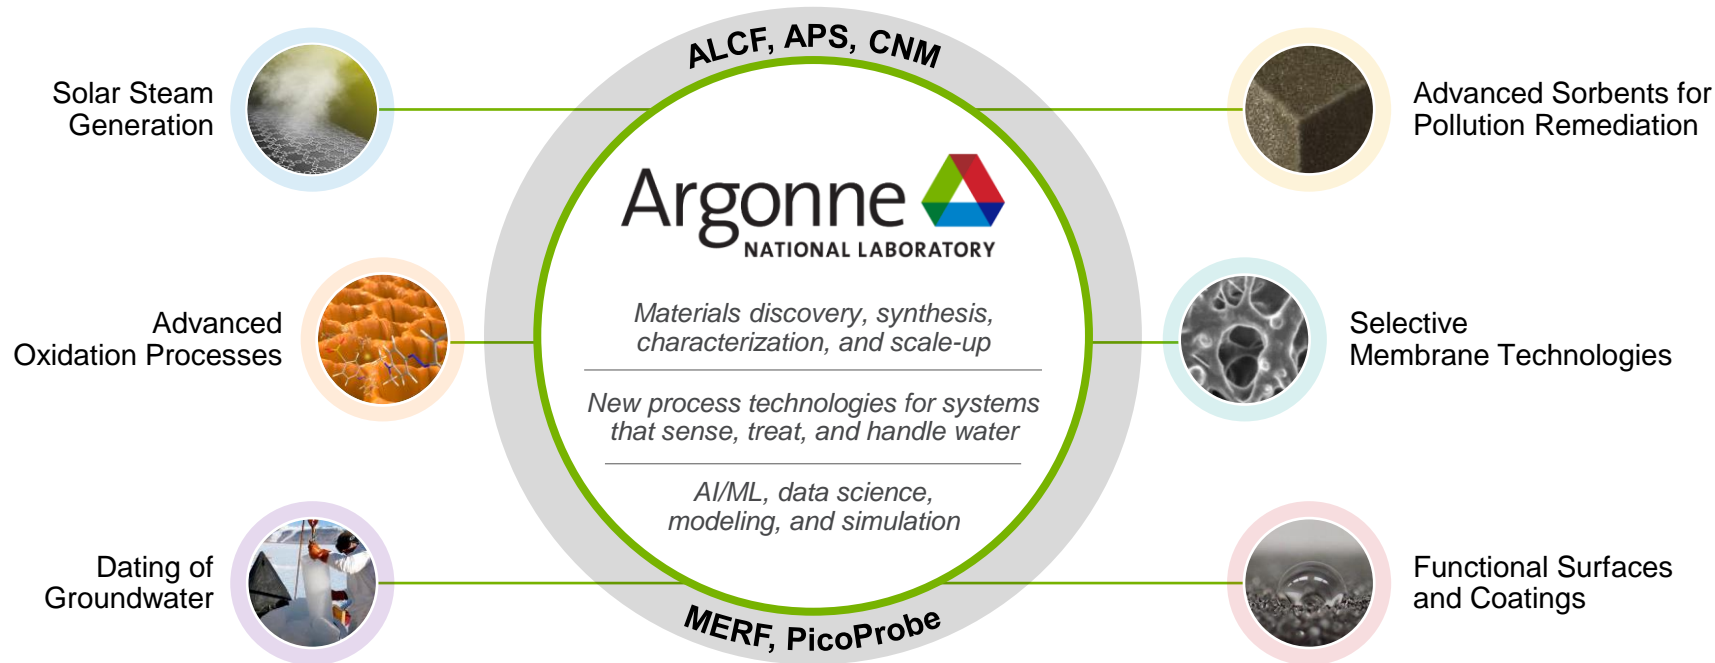 ALCF, APS, CNM
Solar Steam
Generation
Advanced Sorbents for
Pollution Remediation
Argonne
NATIONAL LABORATORY
Materials discovery, synthesis,
characterization, and scale-up
Advanced
Oxidation Processes
Selective
Membrane Technologies
New process technologies for systems
that sense, treat, and handle water
AI/ML, data science,
modeling, and simulation
Dating of
Groundwater
Functional Surfaces
and Coatings
MERF, PicoProbe